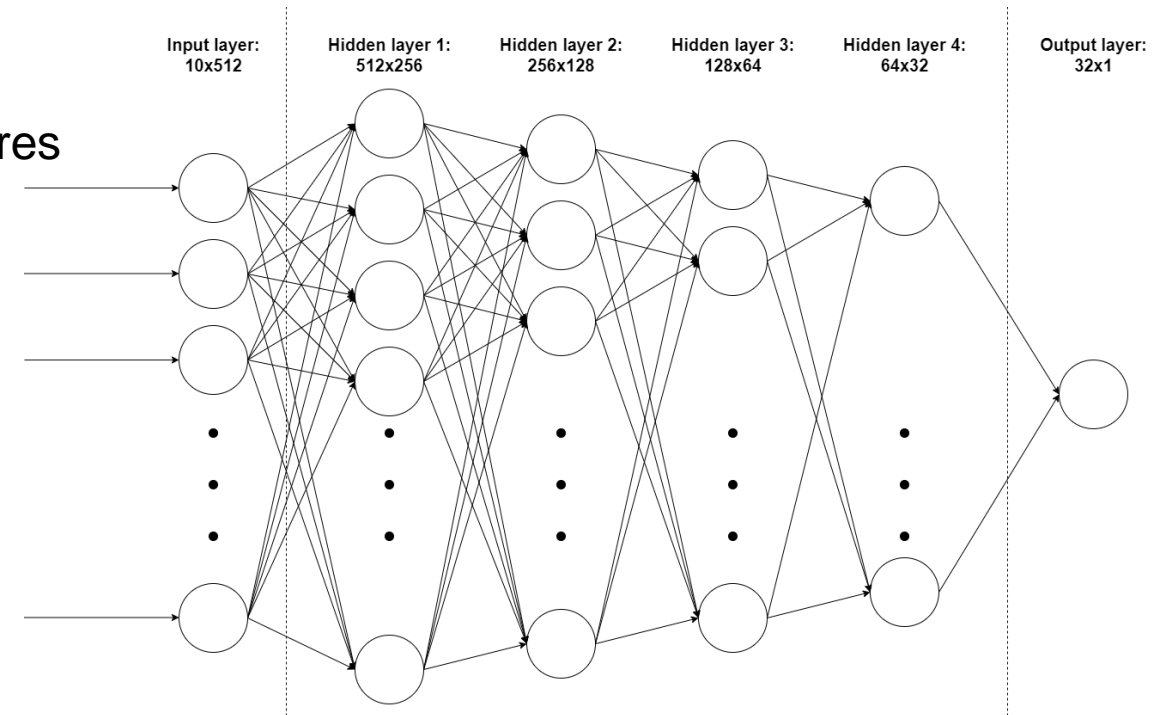 Input layer:
10x512
Hidden layer 1:
512x256
Hidden layer 2:
256x128
Hidden layer 3:
128x64
Hidden layer 4:
64x32
Output layer:
32x1
res